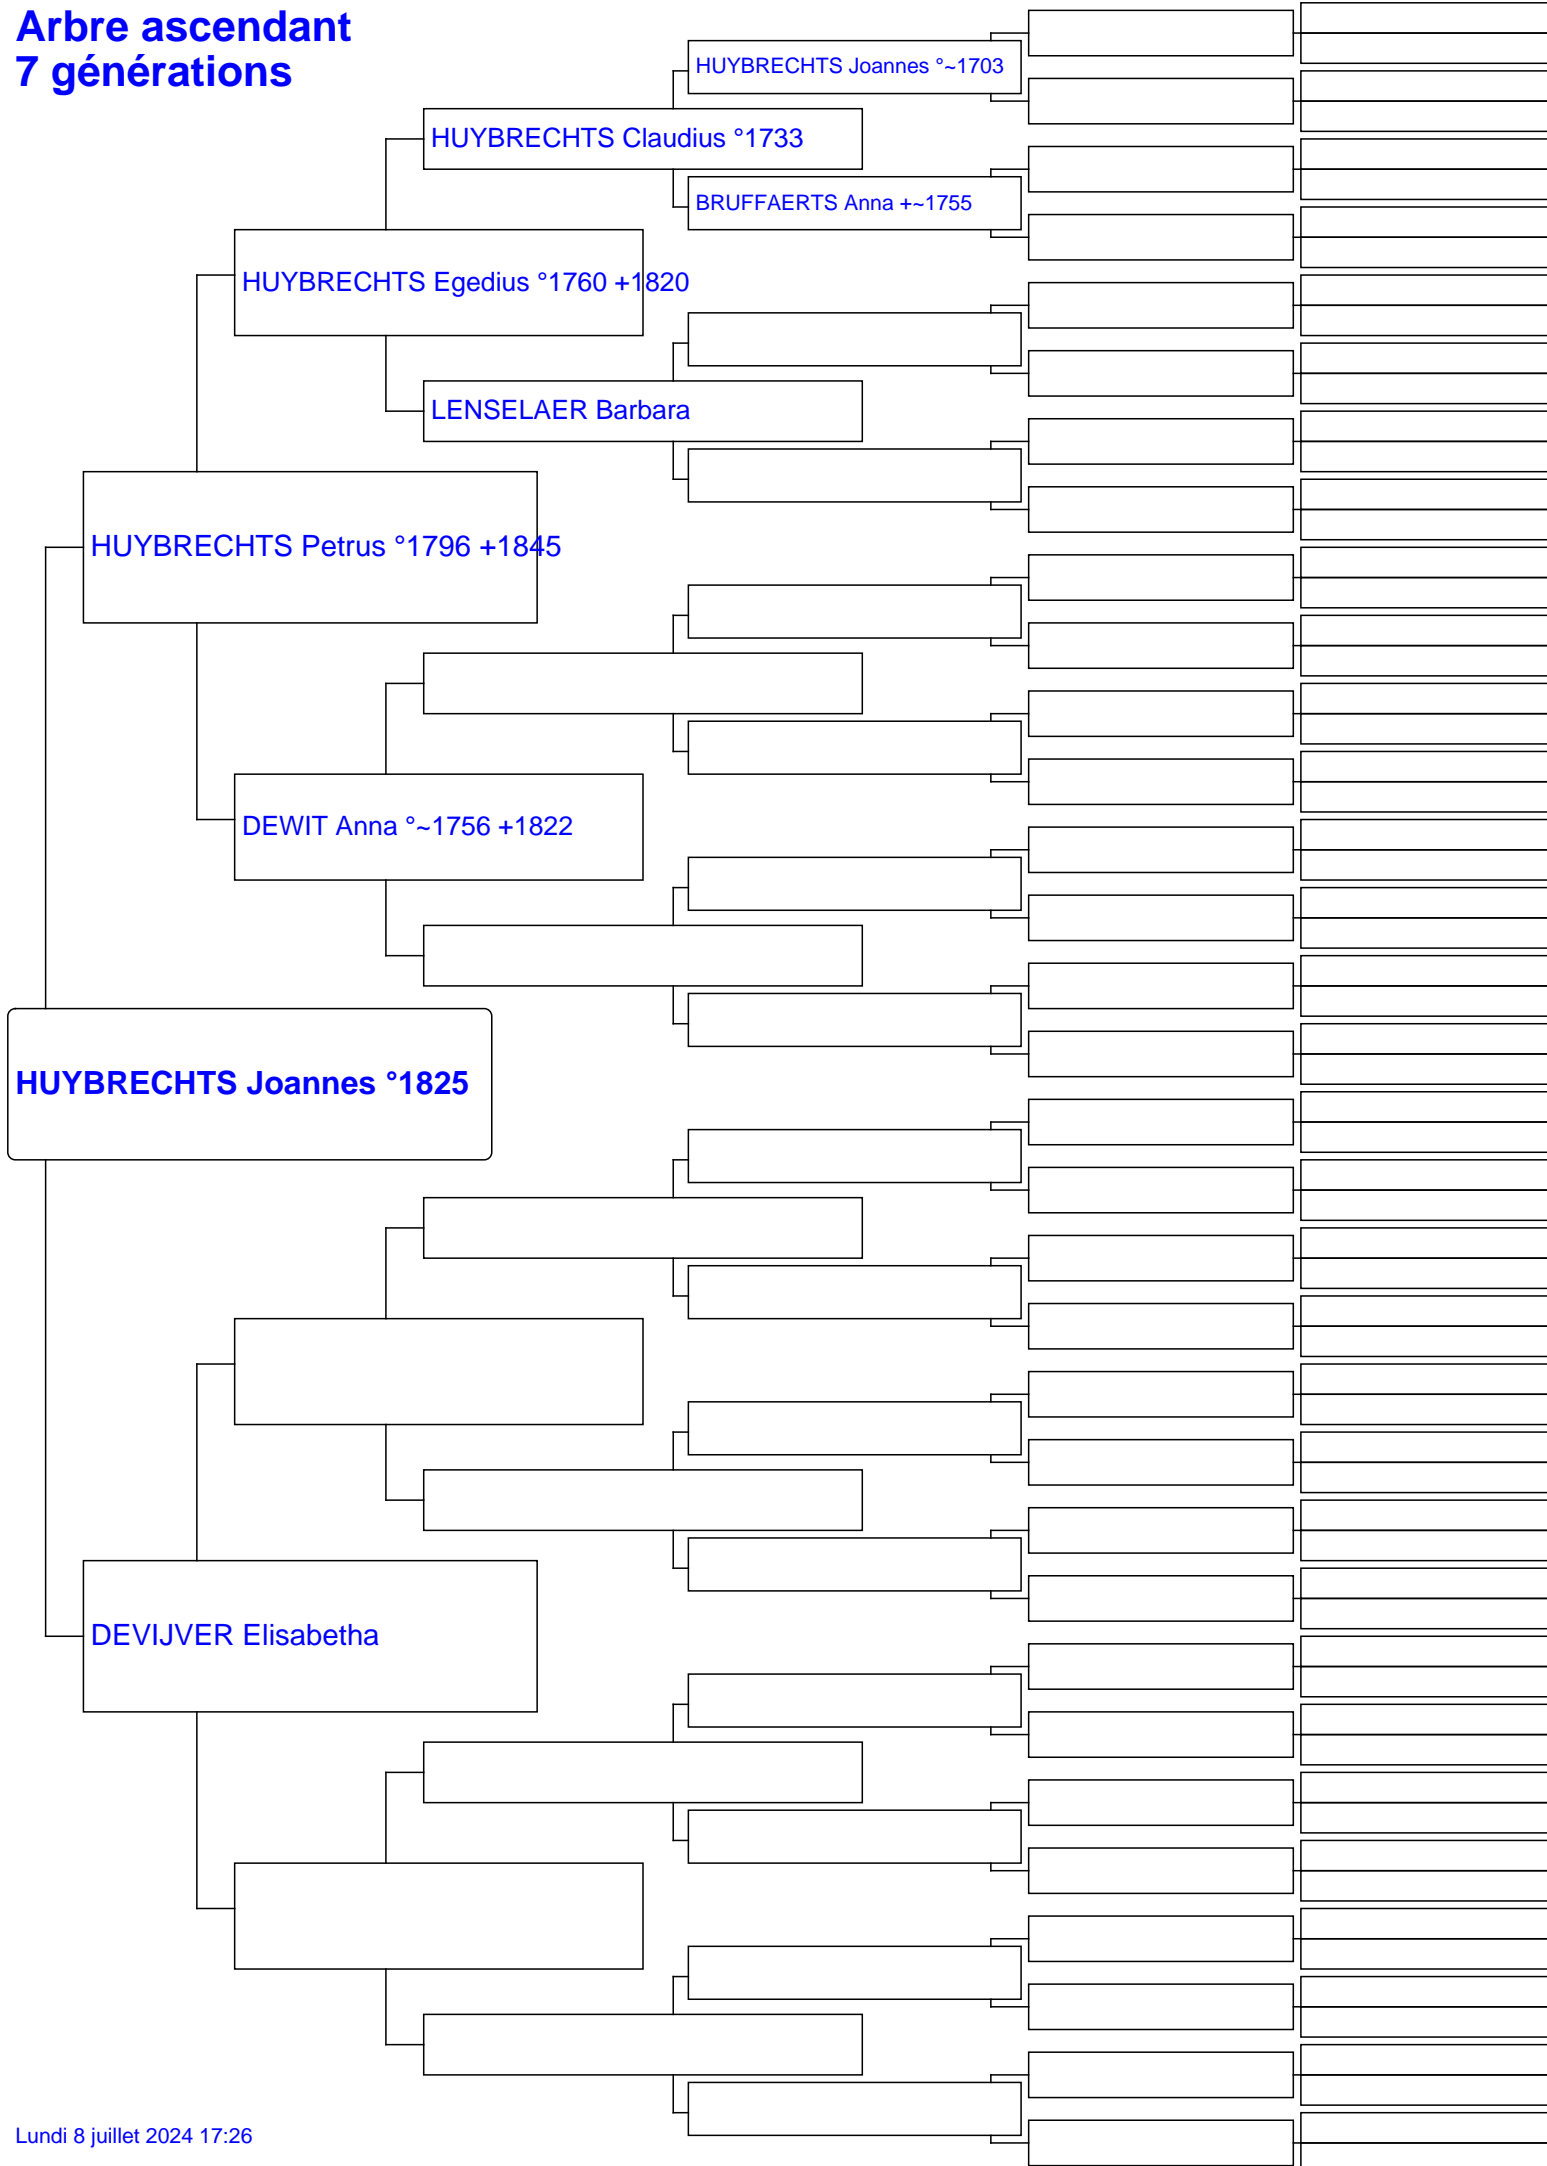 Arbre ascendant
7 générations
HUYBRECHTS Joannes °~1703
HUYBRECHTS Claudius °1733
BRUFFAERTS Anna +~1755
HUYBRECHTS Egedius °1760 +1820
LENSELAER Barbara
HUYBRECHTS Petrus °1796 +1845
DEWIT Anna °~1756 +1822
HUYBRECHTS Joannes °1825
DEVIJVER Elisabetha
Lundi 8 juillet 2024 17:26